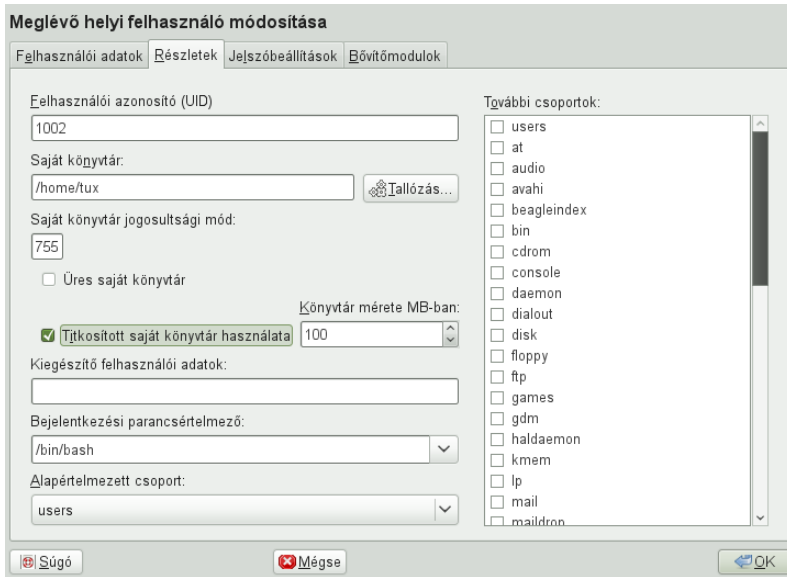 Meglévő helyi felhasználó módosítása
Felhasználói adatok Részletek Jelszóbeállítások Bővítőmodulok
Felhasználói azonosító (UID)
1002
Saját könyvtár:
/home/tux
Tallózás...
Saját könyvtár jogosultsági mód:
755
Üres saját könyvtár
Könyvtár mérete MB-ban:
Titkosított saját könyvtár használata 100
Kiegészítő felhasználói adatok:
Bejelentkezési parancsértelmező:
/bin/bash
Alapértelmezett csoport:
users
További csoportok:
users
at
audio
avahi
beagleindex
bin
cdrom
console
daemon
dialout
disk
floppy
ftp
games
gdm
haldaemon
kmem
lp
mail
maildrop
Súgó Mégse OK